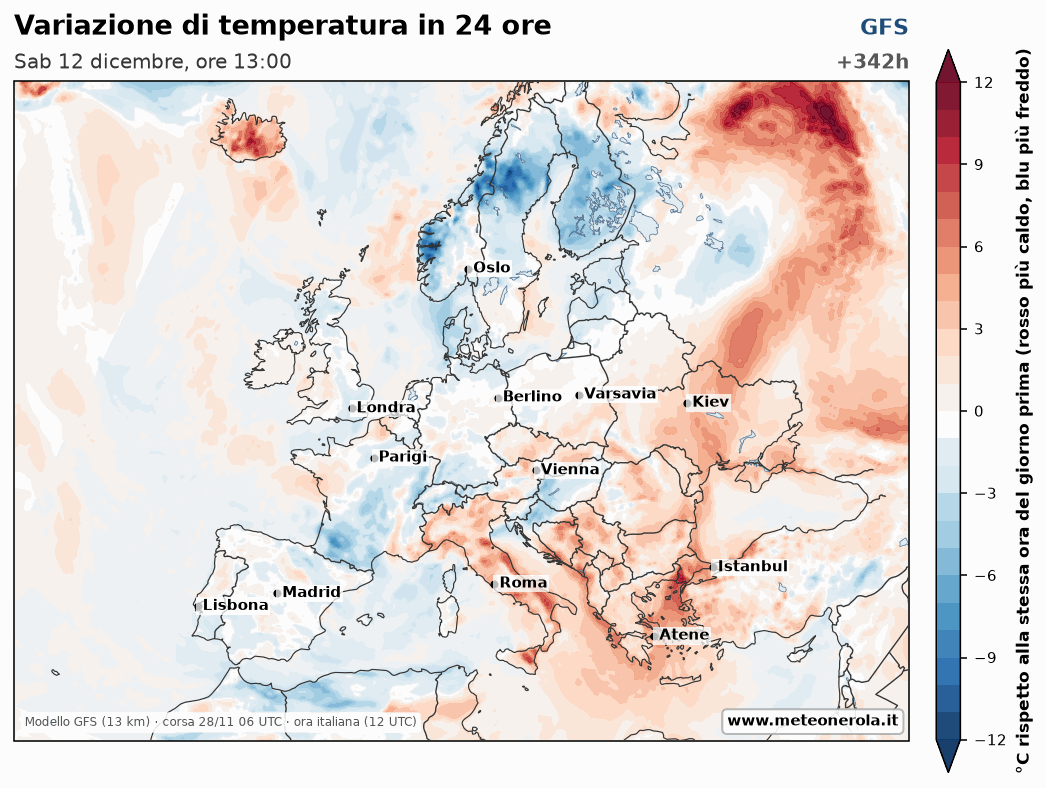 Variazione di temperatura in 24 ore
GFS
Sab 12 dicembre, ore 13:00
+342h
Oslo
Londra
Berlino
Varsavia
Kiev
Parigi
Vienna
Istanbul
Roma
Madrid
Lisbona
Atene
Modello GFS (13 km) · corsa 28/11 06 UTC · ora italiana (12 UTC)
www.meteonerola.it
12
9
6
3
0
−3
−6
−9
−12
°C rispetto alla stessa ora del giorno prima (rosso più caldo, blu più freddo)